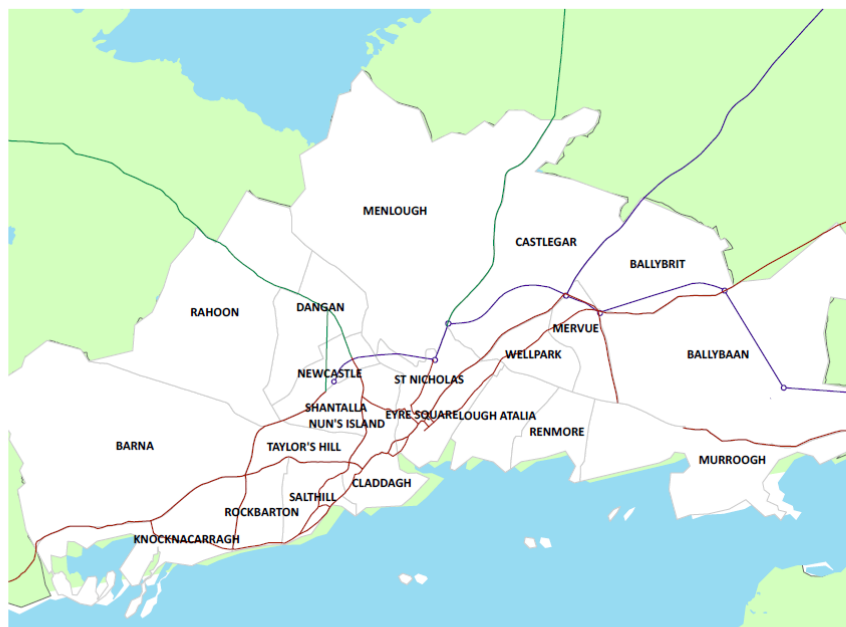 MENLOUGH
CASTLEGAR
BALLYBRIT
RAHOON
DANGAN
MERVUE
WELLPARK
BALLYBAAN
NEWCASTLE
ST NICHOLAS
SHANTALLA
EYRE SQUARE
LOUGH ATALIA
NUN'S ISLAND
RENMORE
BARNA
TAYLOR'S HILL
MURROOGH
CLADDAGH
SALTHILL
ROCKBARTON
KNOCKNACARRAGH